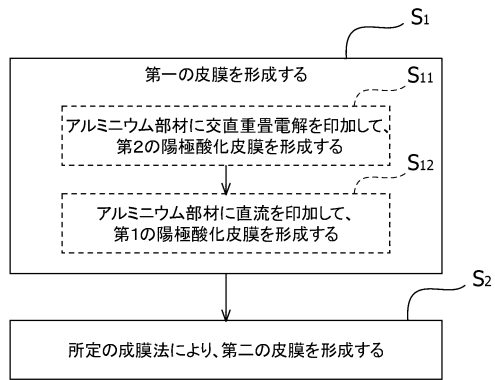 S1
第一の皮膜を形成する
S11
アルミニウム部材に交直重畳電解を印加して、
第2の陽極酸化皮膜を形成する
S12
アルミニウム部材に直流を印加して、
第1の陽極酸化皮膜を形成する
S2
所定の成膜法により、第二の皮膜を形成する